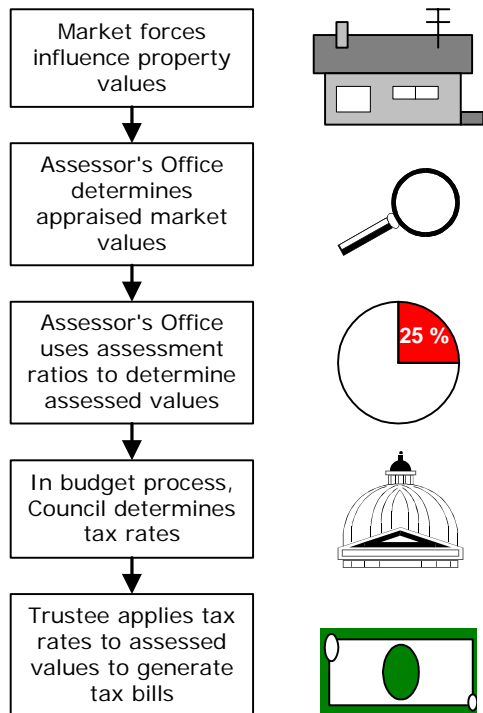 Market forces
influence property
values
Assessor's Office
determines
appraised market
values
Assessor's Office
uses assessment
ratios to determine
assessed values
25 %
In budget process,
Council determines
tax rates
Trustee applies tax
rates to assessed
values to generate
tax bills